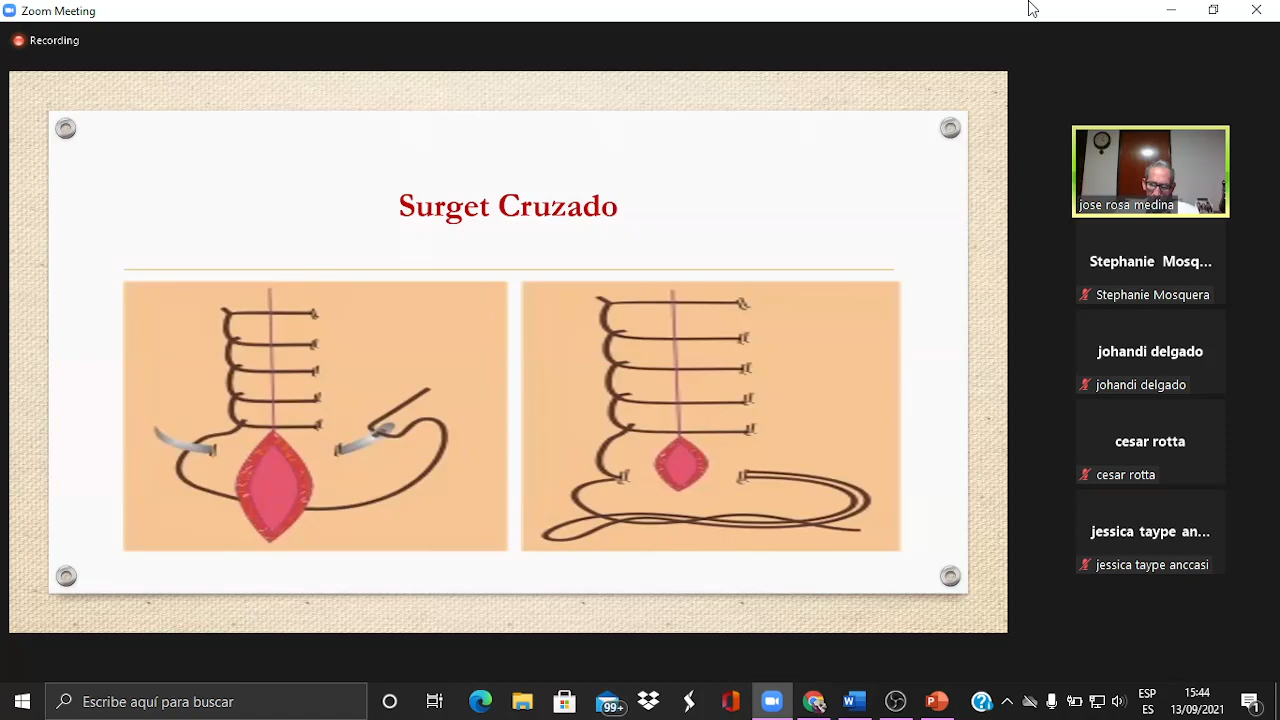 Zoom Meeting
Recording
Surget Cruzado
jose rosa medina
Stephanie Mosq...
Stephanie Mosquera
johandi delgado
johandi delgado
cesar rotta
cesar rotta
jessica taype an...
jessica taype anccasi
Escribe aquí para buscar
99+
ESP
ES
15:44
13/09/2021
1